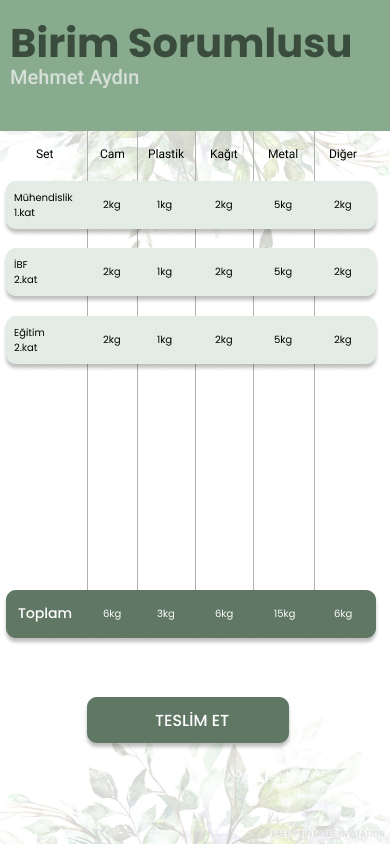 Birim Sorumlusu
Mehmet Aydın
Set Cam Plastik Kağıt Metal Diğer
Mühendislik
1.kat 2kg 1kg 2kg 5kg 2kg
İBF
2.kat 2kg 1kg 2kg 5kg 2kg
Eğitim
2.kat 2kg 1kg 2kg 5kg 2kg
Toplam 6kg 3kg 6kg 15kg 6kg
TESLİM ET
FREE PRINTABLE INVITATION